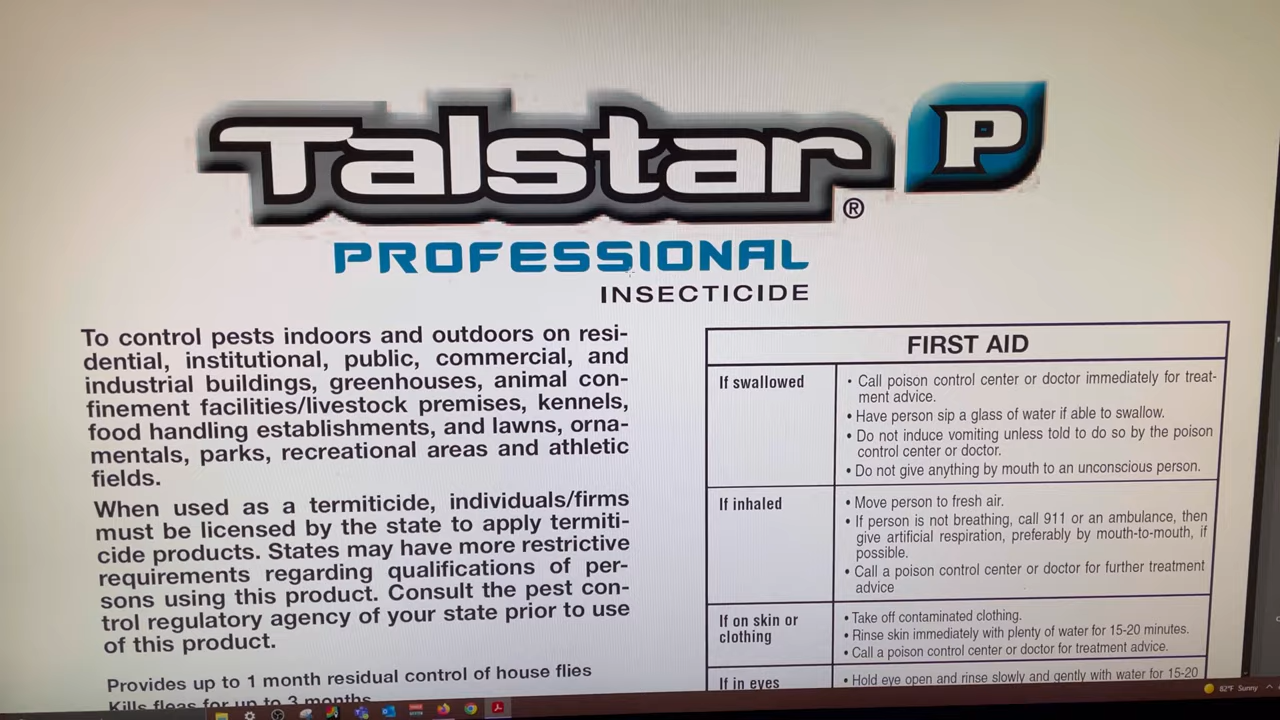 Talstar P
®
PROFESSIONAL
INSECTICIDE
To control pests indoors and outdoors on resi-
dential, institutional, public, commercial, and
industrial buildings, greenhouses, animal con-
finement facilities/livestock premises, kennels,
food handling establishments, and lawns, orna-
mentals, parks, recreational areas and athletic
fields.
When used as a termiticide, individuals/firms
must be licensed by the state to apply termiti-
cide products. States may have more restrictive
requirements regarding qualifications of per-
sons using this product. Consult the pest con-
trol regulatory agency of your state prior to use
of this product.
Provides up to 1 month residual control of house flies
Kills fleas for up to 3 months
FIRST AID
If swallowed
• Call poison control center or doctor immediately for treat-
ment advice.
• Have person sip a glass of water if able to swallow.
• Do not induce vomiting unless told to do so by the poison
control center or doctor.
• Do not give anything by mouth to an unconscious person.
If inhaled
• Move person to fresh air.
• If person is not breathing, call 911 or an ambulance, then
give artificial respiration, preferably by mouth-to-mouth, if
possible.
• Call a poison control center or doctor for further treatment
advice
If on skin or
clothing
• Take off contaminated clothing.
• Rinse skin immediately with plenty of water for 15-20 minutes.
• Call a poison control center or doctor for treatment advice.
If in eyes
• Hold eye open and rinse slowly and gently with water for 15-20
82°F Sunny